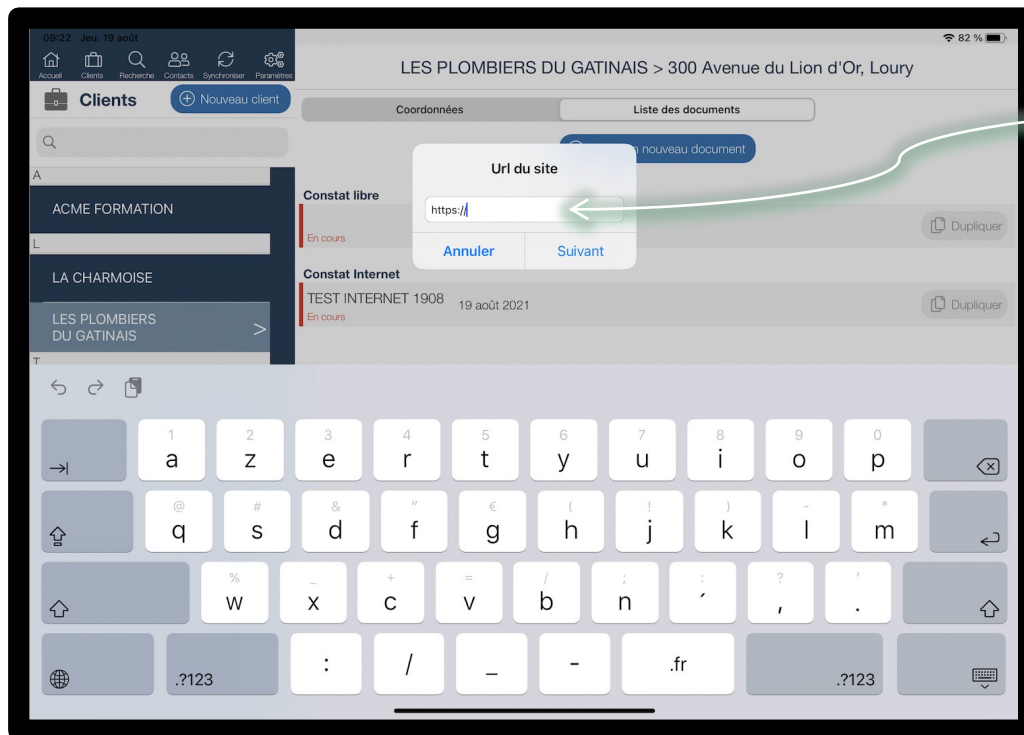 09:22 Jeu. 19 août
82 %
Accueil Clients Recherche Contacts Synchroniser Paramètres
LES PLOMBIERS DU GATINAIS > 300 Avenue du Lion d'Or, Loury
Clients
Nouveau client
Coordonnées
Liste des documents
nouveau document
Url du site
https://
Annuler
Suivant
A
ACME FORMATION
L
LA CHARMOISE
LES PLOMBIERS
DU GATINAIS
>
T
Constat libre
En cours
Dupliquer
Constat Internet
TEST INTERNET 1908 19 août 2021
En cours
Dupliquer
1 2 3 4 5 6 7 8 9 0
a z e r t y u i o p
@ # & " € ( ! ) - *
q s d f g h j k l m
% _ + = / ; : ? '
w x c v b n ´ , .
.?123 : / _ - .fr .?123